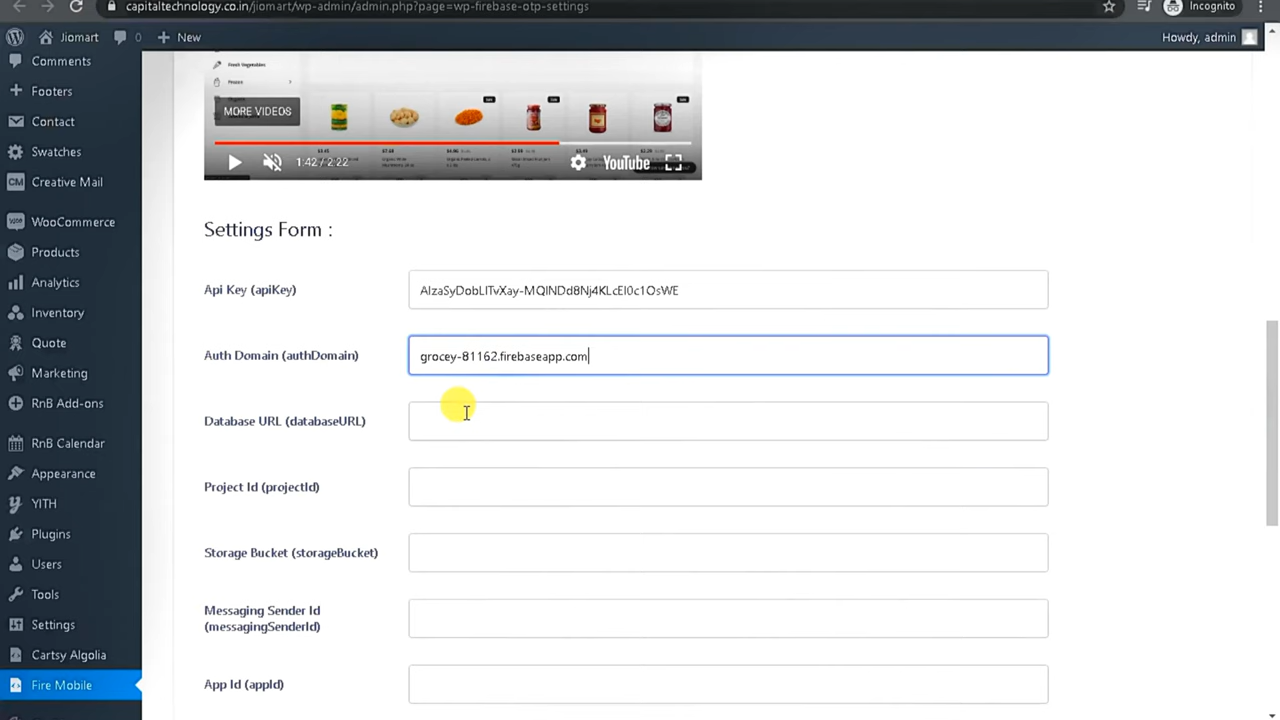 capitaltechnology.co.in/jiomart/wp-admin/admin.php?page=wp-firebase-otp-settings
Incognito
Jiomart
0
New
Howdy, admin
Comments
Footers
Contact
Swatches
CM
Creative Mail
WooCommerce
Products
Analytics
Inventory
Quote
Marketing
RnB Add-ons
RnB Calendar
Appearance
YITH
Plugins
Users
Tools
Settings
Cartsy Algolia
Fire Mobile
Fresh Vegetables
MORE VIDEOS
1:42 / 2:22
YouTube
Settings Form :
Api Key (apiKey)
Auth Domain (authDomain)
grocey-81162.firebaseapp.com
Database URL (databaseURL)
Project Id (projectId)
Storage Bucket (storageBucket)
Messaging Sender Id
(messagingSenderId)
App Id (appId)